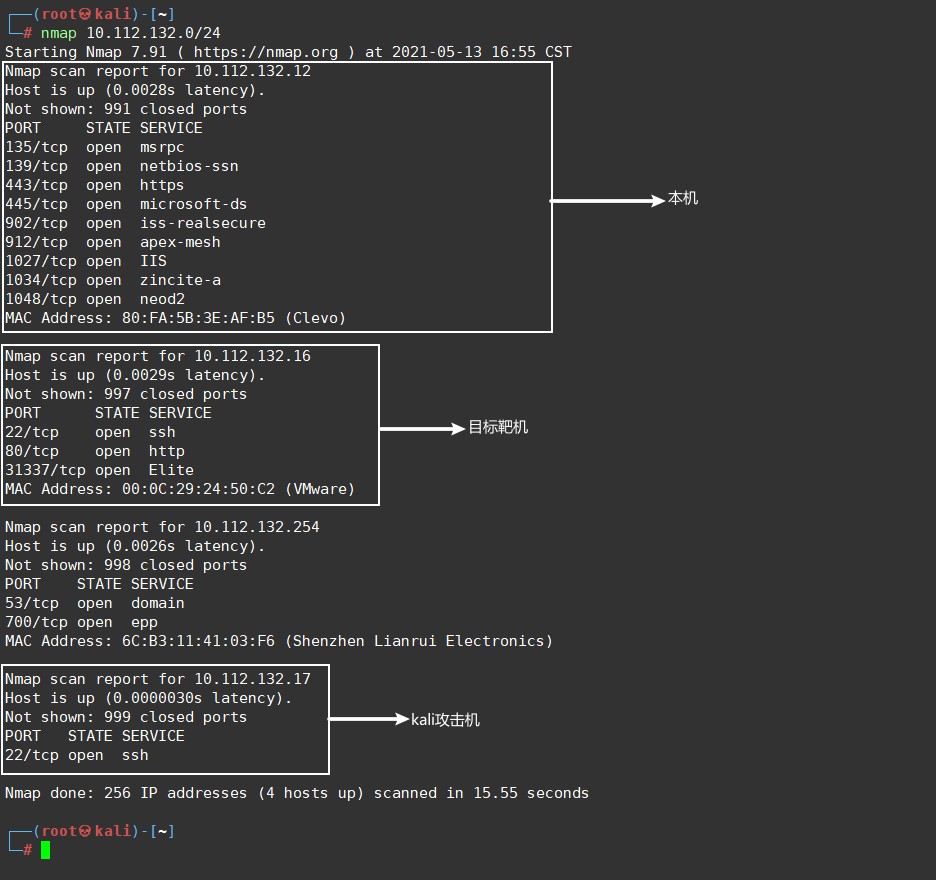 ┌──(root㉿kali)-[~]
└─# nmap 10.112.132.0/24
Starting Nmap 7.91 ( https://nmap.org ) at 2021-05-13 16:55 CST
Nmap scan report for 10.112.132.12
Host is up (0.0028s latency).
Not shown: 991 closed ports
PORT     STATE SERVICE
135/tcp  open  msrpc
139/tcp  open  netbios-ssn
443/tcp  open  https
445/tcp  open  microsoft-ds
本机
902/tcp  open  iss-realsecure
912/tcp  open  apex-mesh
1027/tcp open  IIS
1034/tcp open  zincite-a
1048/tcp open  neod2
MAC Address: 80:FA:5B:3E:AF:B5 (Clevo)
Nmap scan report for 10.112.132.16
Host is up (0.0029s latency).
Not shown: 997 closed ports
PORT      STATE SERVICE
22/tcp    open  ssh
目标靶机
80/tcp    open  http
31337/tcp open  Elite
MAC Address: 00:0C:29:24:50:C2 (VMware)
Nmap scan report for 10.112.132.254
Host is up (0.0026s latency).
Not shown: 998 closed ports
PORT    STATE SERVICE
53/tcp  open  domain
700/tcp open  epp
MAC Address: 6C:B3:11:41:03:F6 (Shenzhen Lianrui Electronics)
Nmap scan report for 10.112.132.17
Host is up (0.0000030s latency).
Not shown: 999 closed ports
kali攻击机
PORT   STATE SERVICE
22/tcp open  ssh
Nmap done: 256 IP addresses (4 hosts up) scanned in 15.55 seconds
┌──(root㉿kali)-[~]
└─#